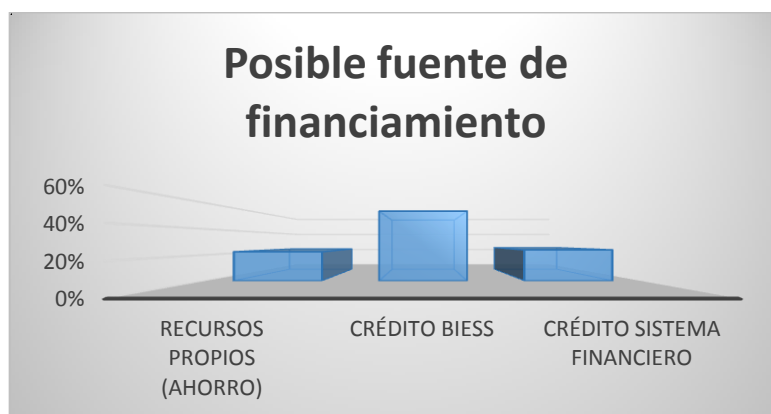 Posible fuente de
financiamiento
60%
40%
20%
0%
RECURSOS
PROPIOS
(AHORRO)
CRÉDITO BIESS
CRÉDITO SISTEMA
FINANCIERO